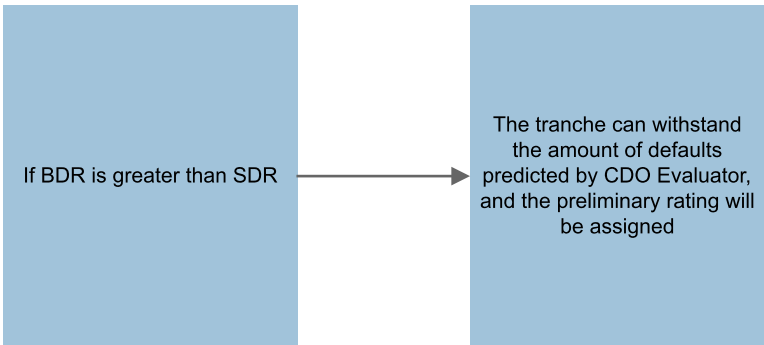 If BDR is greater than SDR
The tranche can withstand
the amount of defaults
predicted by CDO Evaluator,
and the preliminary rating will
be assigned